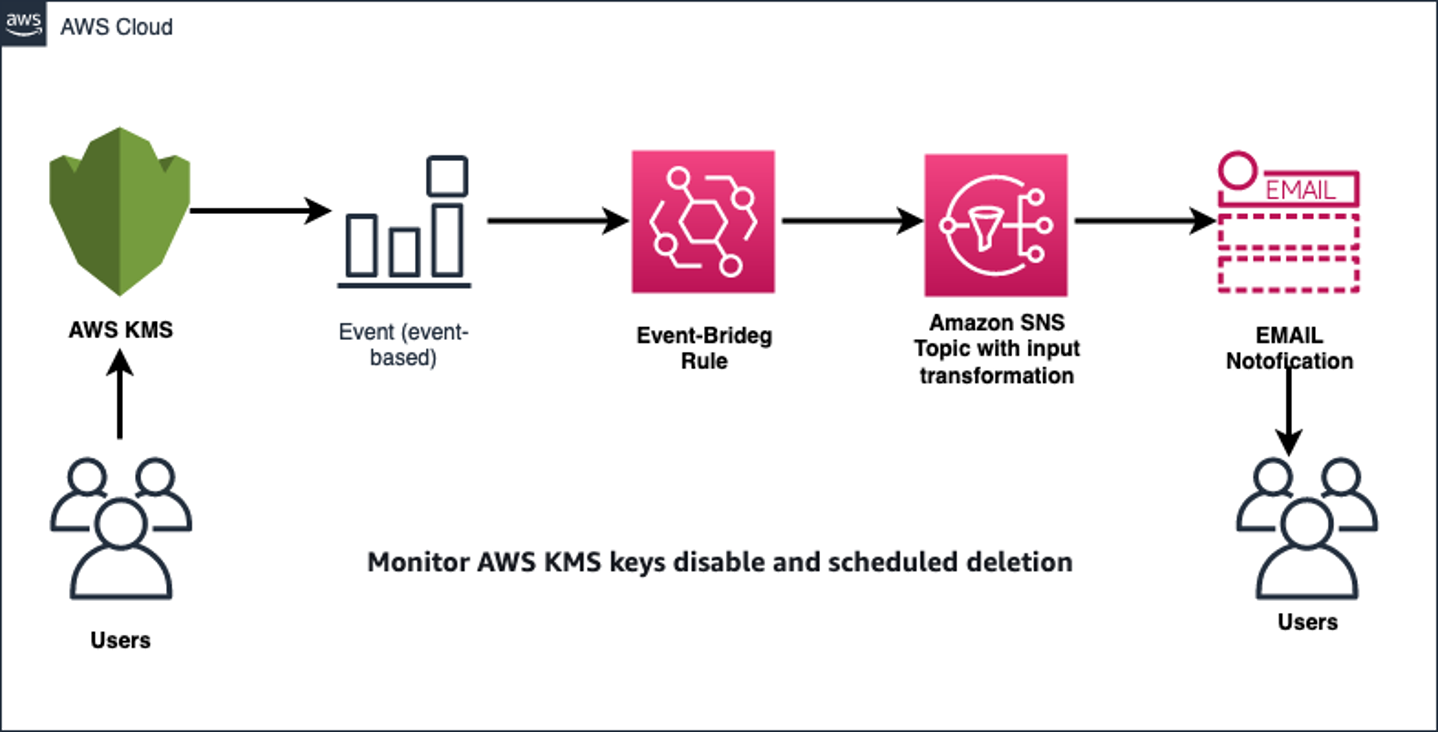 aws
AWS Cloud
EMAIL
AWS KMS
Event (event-
based)
Event-Brideg
Rule
Amazon SNS
Topic with input
transformation
EMAIL
Notofication
Monitor AWS KMS keys disable and scheduled deletion
Users
Users